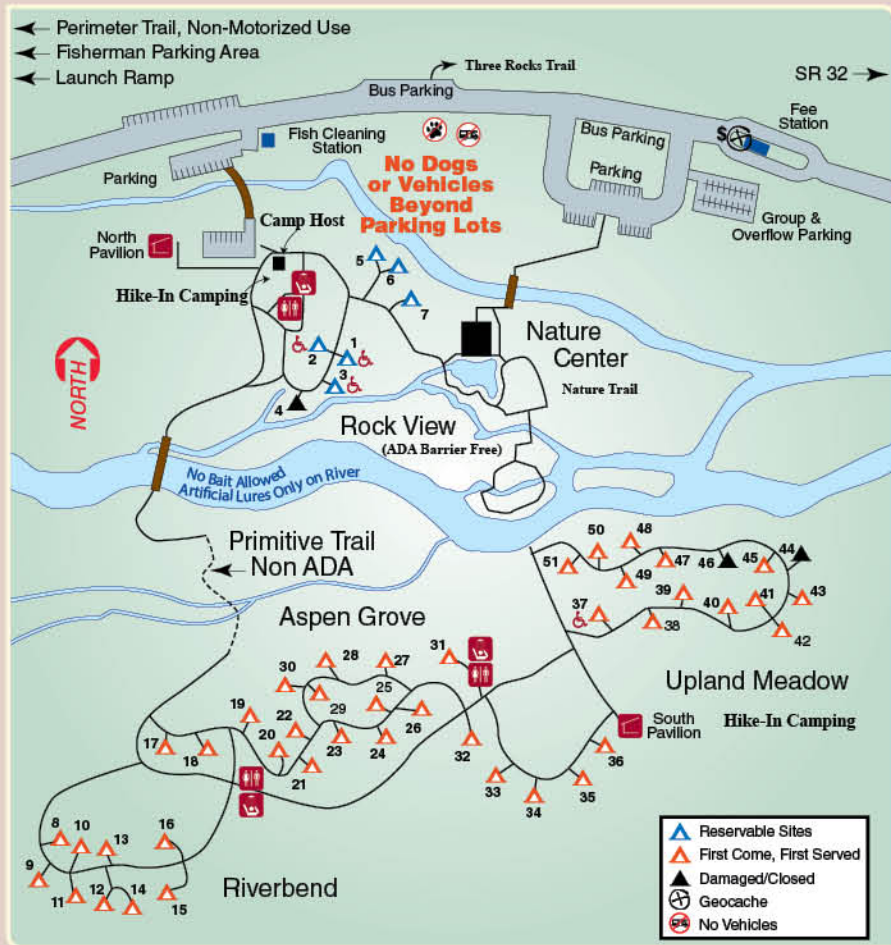 Perimeter Trail, Non-Motorized Use
Fisherman Parking Area
Launch Ramp
Three Rocks Trail
SR 32
Bus Parking
Fee
Station
$
Fish Cleaning
Station
Bus Parking
Parking
Parking
No Dogs
or Vehicles
Beyond
Parking Lots
Group &
Overflow Parking
North
Pavilion
Camp Host
Hike-In Camping
5
6
7
1
2
3
4
NORTH
Nature
Center
Nature Trail
Rock View
(ADA Barrier Free)
No Bait Allowed
Artificial Lures Only on River
Primitive Trail
Non ADA
Aspen Grove
50
48
51
49
47
46
45
44
43
42
41
40
39
38
37
Upland Meadow
Hike-In Camping
South
Pavilion
36
35
34
33
32
31
30
28
27
29
25
26
24
23
22
21
20
19
18
17
8
10
13
16
9
11
12
14
15
Riverbend
Reservable Sites
First Come, First Served
Damaged/Closed
Geocache
No Vehicles